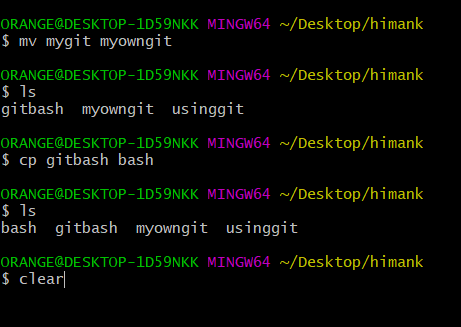 ORANGE@DESKTOP-1D59NKK MINGW64 ~/Desktop/himank
$ mv mygit myowngit
ORANGE@DESKTOP-1D59NKK MINGW64 ~/Desktop/himank
$ ls
gitbash  myowngit  usinggit
ORANGE@DESKTOP-1D59NKK MINGW64 ~/Desktop/himank
$ cp gitbash bash
ORANGE@DESKTOP-1D59NKK MINGW64 ~/Desktop/himank
$ ls
bash  gitbash  myowngit  usinggit
ORANGE@DESKTOP-1D59NKK MINGW64 ~/Desktop/himank
$ clear